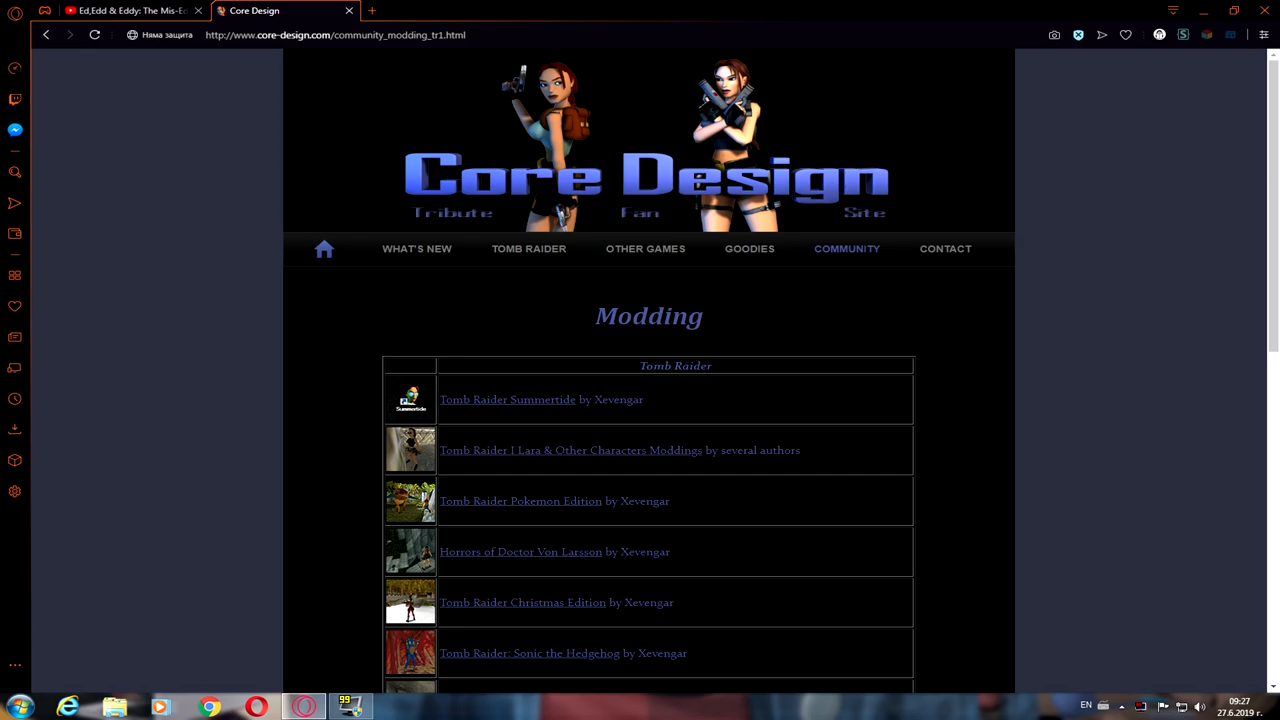 Ed,Edd & Eddy: The Mis-Ed
Core Design
Няма защита
http://www.core-design.com/community_modding_tr1.html
Core Design
Tribute Fan Site
WHAT'S NEW
TOMB RAIDER
OTHER GAMES
GOODIES
COMMUNITY
CONTACT
Modding
Tomb Raider
Summertide
Tomb Raider Summertide by Xevengar
Tomb Raider I Lara & Other Characters Moddings by several authors
Tomb Raider Pokemon Edition by Xevengar
Horrors of Doctor Von Larsson by Xevengar
Tomb Raider Christmas Edition by Xevengar
Tomb Raider: Sonic the Hedgehog by Xevengar
99
EN
09:27
27.6.2019 г.